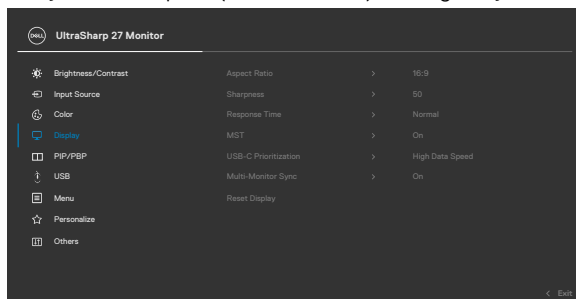 DELL UltraSharp 27 Monitor
Brightness/Contrast Aspect Ratio > 16:9
Input Source Sharpness > 50
Color Response Time > Normal
Display MST > On
PIP/PBP USB-C Prioritization > High Data Speed
USB Multi-Monitor Sync > On
Menu Reset Display
Personalize
Others
< Exit